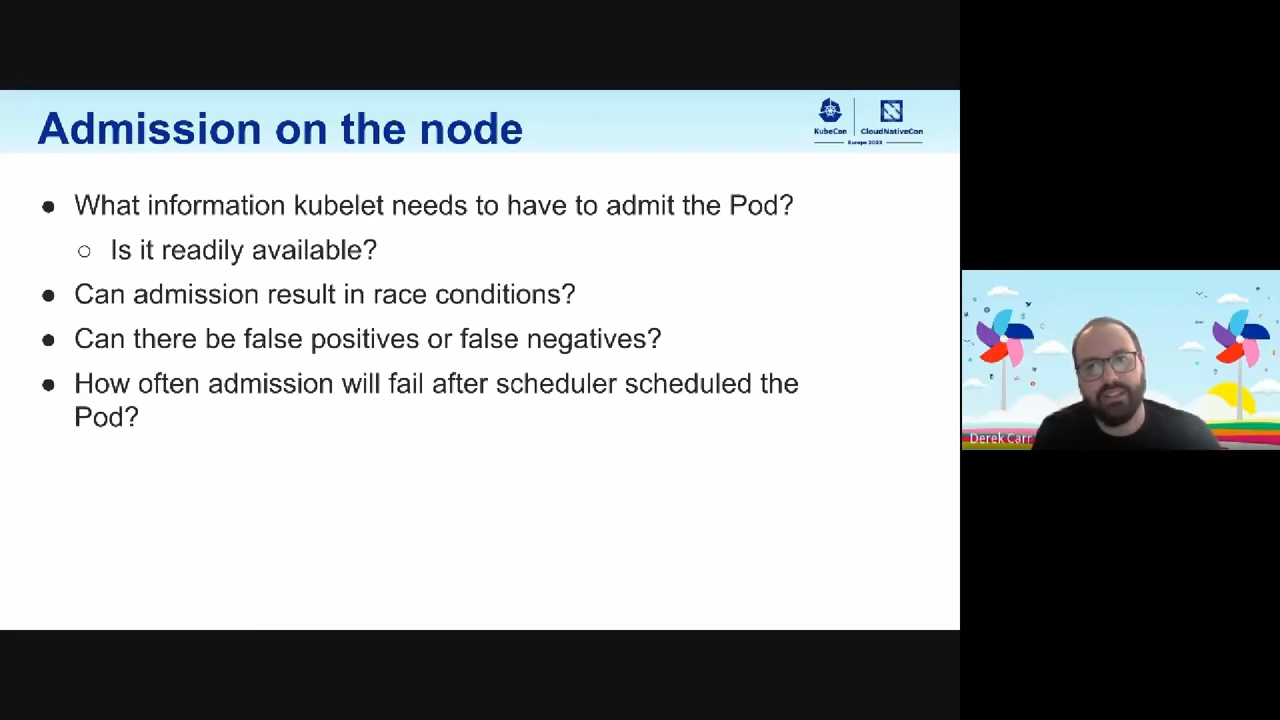 Admission on the node
KubeCon
CloudNativeCon
Europe 2023
● What information kubelet needs to have to admit the Pod?
○ Is it readily available?
● Can admission result in race conditions?
● Can there be false positives or false negatives?
● How often admission will fail after scheduler scheduled the
Pod?
Derek Carr